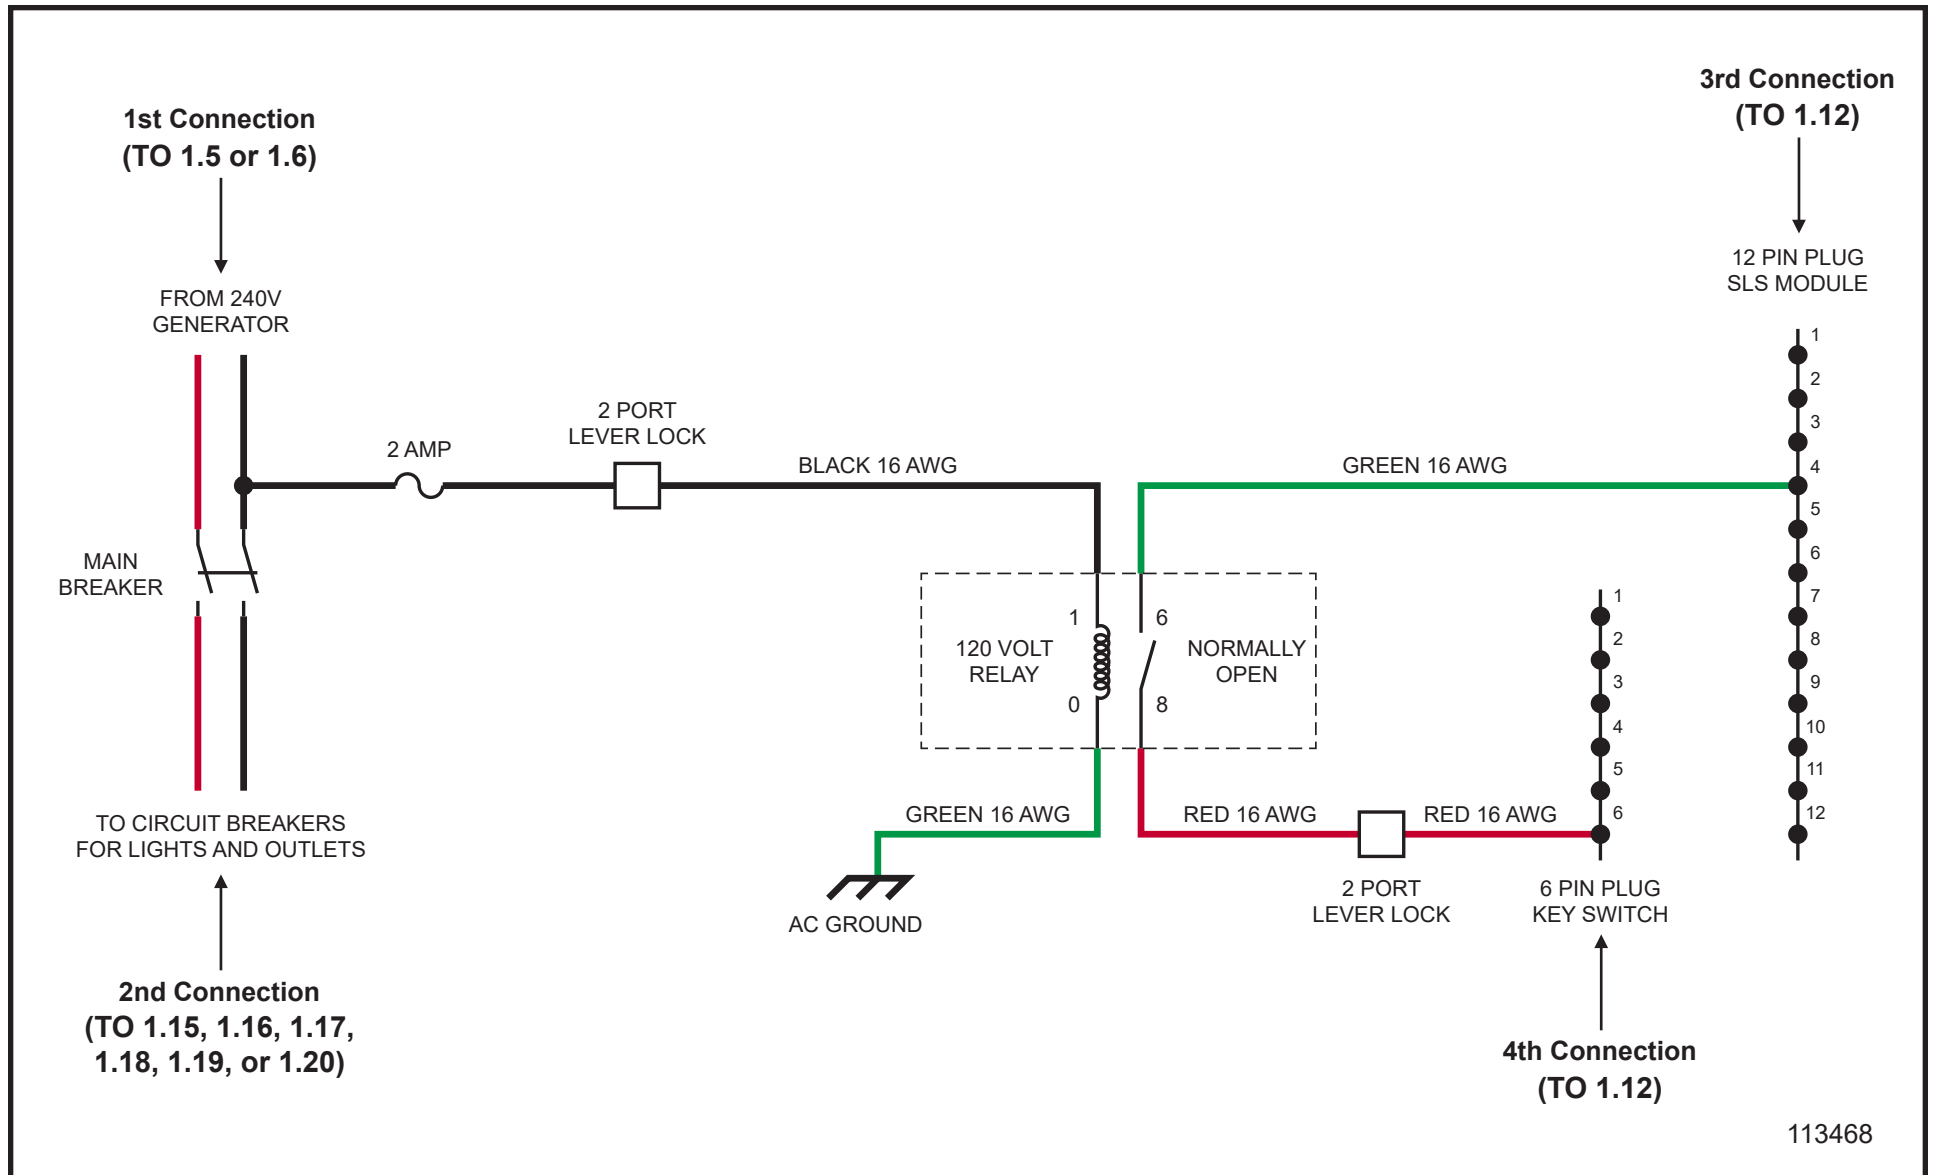 1st Connection
(TO 1.5 or 1.6)
FROM 240V
GENERATOR
3rd Connection
(TO 1.12)
12 PIN PLUG
SLS MODULE
1
2
3
4
5
6
7
8
9
10
11
12
2 AMP
2 PORT
LEVER LOCK
BLACK 16 AWG
GREEN 16 AWG
MAIN
BREAKER
1
0
120 VOLT
RELAY
6
8
NORMALLY
OPEN
1
2
3
4
5
6
TO CIRCUIT BREAKERS
FOR LIGHTS AND OUTLETS
GREEN 16 AWG
RED 16 AWG
RED 16 AWG
AC GROUND
2 PORT
LEVER LOCK
6 PIN PLUG
KEY SWITCH
2nd Connection
(TO 1.15, 1.16, 1.17,
1.18, 1.19, or 1.20)
4th Connection
(TO 1.12)
113468